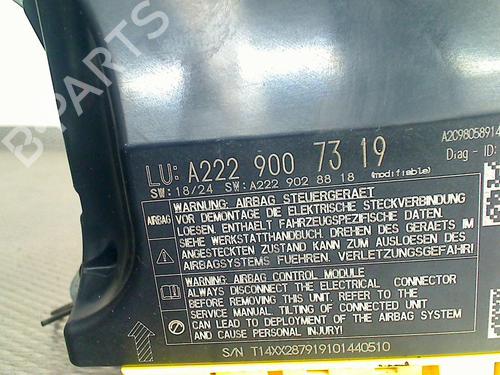 B-PARTS
LU: A222 900 73 19
SW: 18/24 SW: A222 902 88 18 (modifiable)
A2098058914
Diag - ID:
WARNUNG: AIRBAG STEUERGERAET
AIRBAG VOR DEMONTAGE DIE ELEKTRISCHE STECKVERBINDUNG
LOESEN. ENTHAELT FAHRZEUGSPEZIFISCHE DATEN.
SIEHE WERKSTATTHANDBUCH. DREHEN DES GERAETS IM
ANGESTECKTEN ZUSTAND KANN ZUM AUSLOESEN DES
AIRBAGSYSTEMS FUEHREN. VERLETZUNGSGEFAHR!
WARNUNG: AIRBAG CONTROL MODULE
ALWAYS DISCONNECT THE ELECTRICAL CONNECTOR
BEFORE REMOVING THIS UNIT. REFER TO THE
SERVICE MANUAL TILTING OF CONNECTED UNIT
CAN LEAD TO DEPLOYMENT OF THE AIRBAG SYSTEM
AND CAUSE PERSONAL INJURY!
S/N T14XX287919101440510